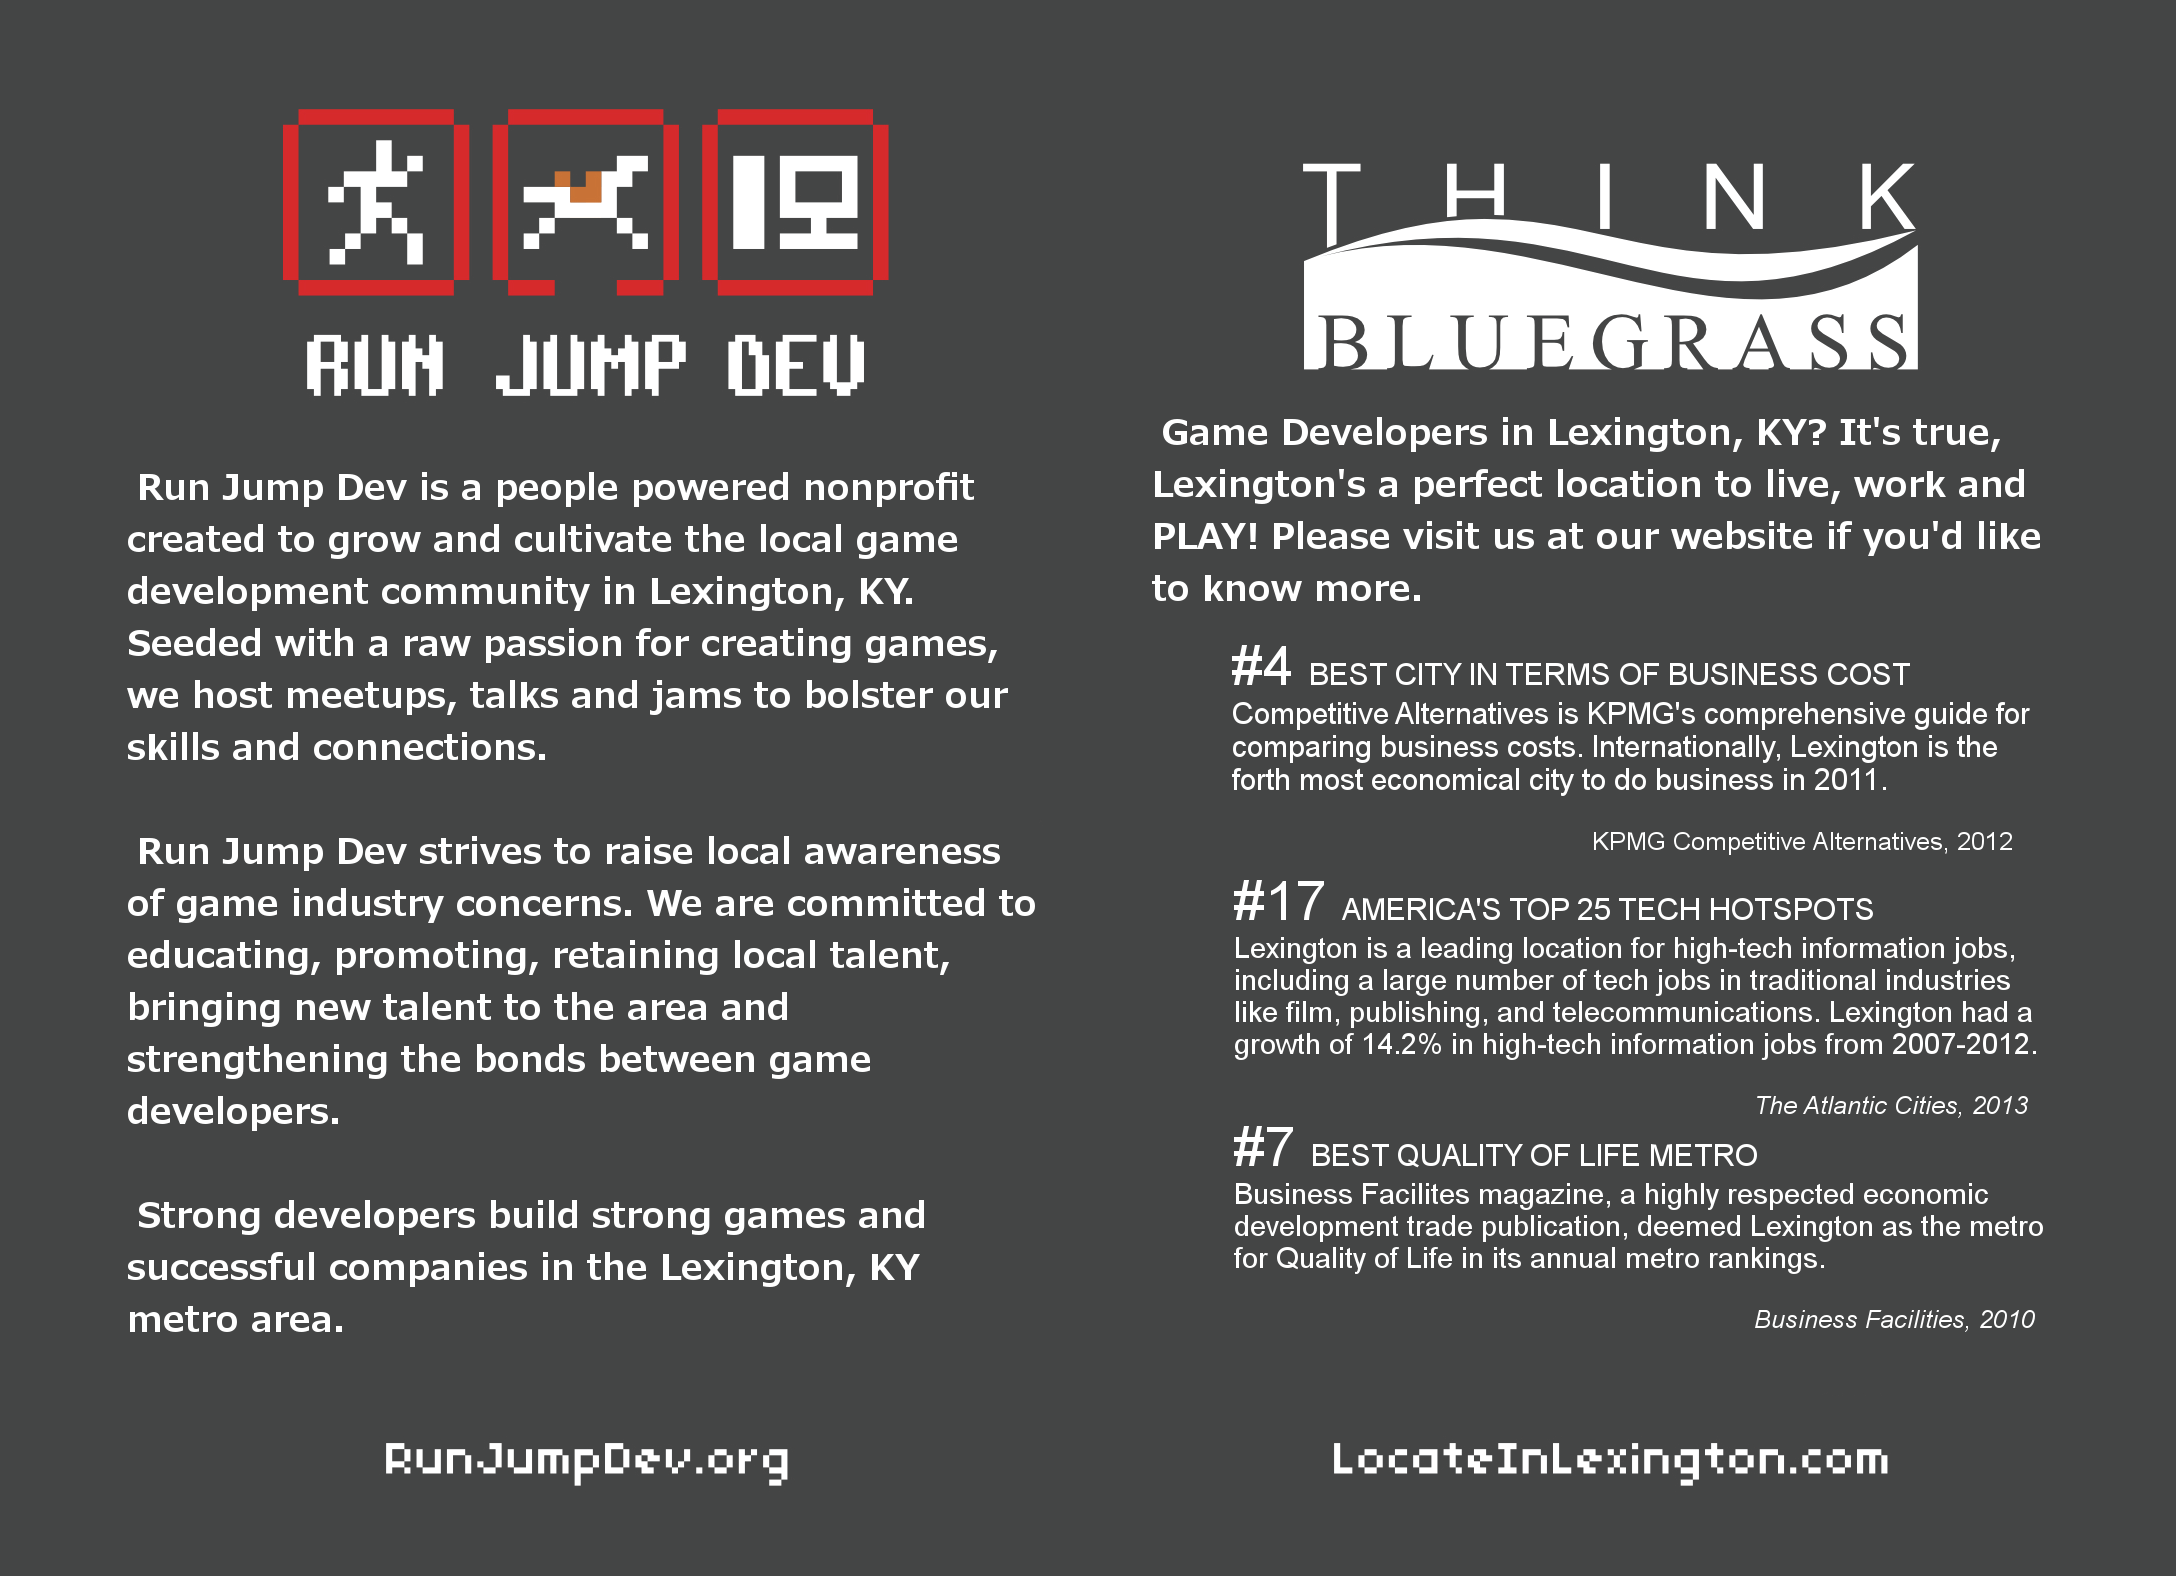 RUN JUMP DEV
Run Jump Dev is a people powered nonprofit
created to grow and cultivate the local game
development community in Lexington, KY.
Seeded with a raw passion for creating games,
we host meetups, talks and jams to bolster our
skills and connections.
Run Jump Dev strives to raise local awareness
of game industry concerns. We are committed to
educating, promoting, retaining local talent,
bringing new talent to the area and
strengthening the bonds between game
developers.
Strong developers build strong games and
successful companies in the Lexington, KY
metro area.
RunJumpDev.org
THINK
BLUEGRASS
Game Developers in Lexington, KY? It's true,
Lexington's a perfect location to live, work and
PLAY! Please visit us at our website if you'd like
to know more.
#4 BEST CITY IN TERMS OF BUSINESS COST
Competitive Alternatives is KPMG's comprehensive guide for
comparing business costs. Internationally, Lexington is the
forth most economical city to do business in 2011.
KPMG Competitive Alternatives, 2012
#17 AMERICA'S TOP 25 TECH HOTSPOTS
Lexington is a leading location for high-tech information jobs,
including a large number of tech jobs in traditional industries
like film, publishing, and telecommunications. Lexington had a
growth of 14.2% in high-tech information jobs from 2007-2012.
The Atlantic Cities, 2013
#7 BEST QUALITY OF LIFE METRO
Business Facilites magazine, a highly respected economic
development trade publication, deemed Lexington as the metro
for Quality of Life in its annual metro rankings.
Business Facilities, 2010
LocateInLexington.com